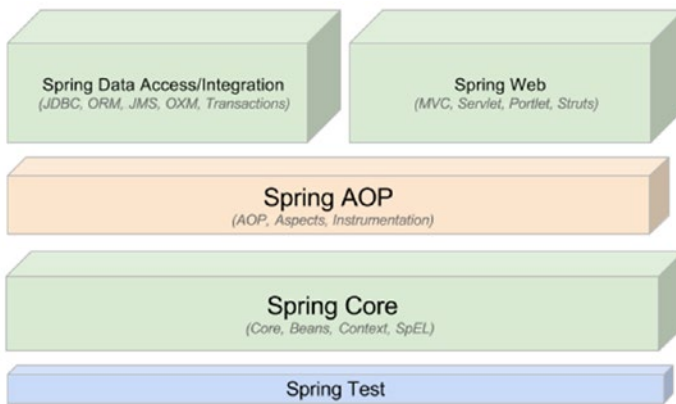 Spring Data Access/Integration
(JDBC, ORM, JMS, OXM, Transactions)
Spring Web
(MVC, Servlet, Portlet, Struts)
Spring AOP
(AOP, Aspects, Instrumentation)
Spring Core
(Core, Beans, Context, SpEL)
Spring Test